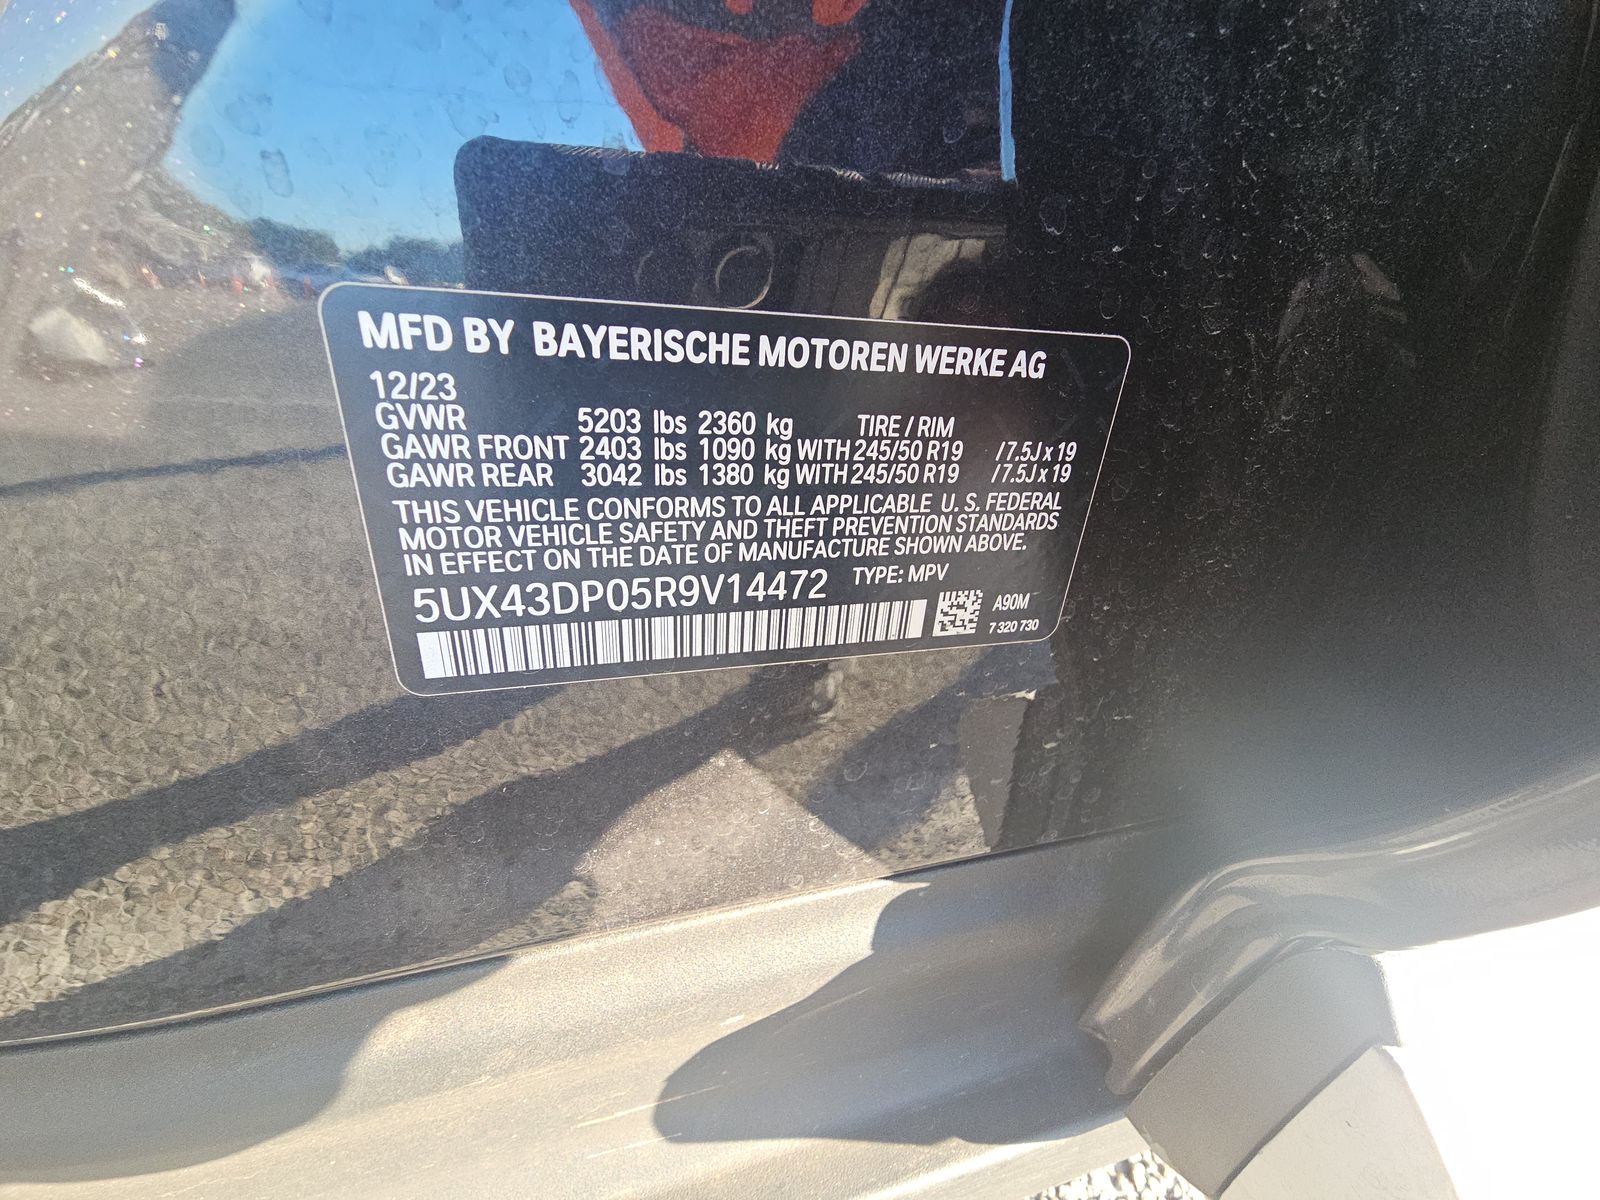 MFD BY BAYERISCHE MOTOREN WERKE AG
12/23
GVWR 5203 lbs 2360 kg TIRE / RIM
GAWR FRONT 2403 lbs 1090 kg WITH 245/50 R19 /7.5J x 19
GAWR REAR 3042 lbs 1380 kg WITH 245/50 R19 /7.5J x 19
THIS VEHICLE CONFORMS TO ALL APPLICABLE U. S. FEDERAL
MOTOR VEHICLE SAFETY AND THEFT PREVENTION STANDARDS
IN EFFECT ON THE DATE OF MANUFACTURE SHOWN ABOVE.
5UX43DP05R9V14472 TYPE: MPV
A90M
7 320 730